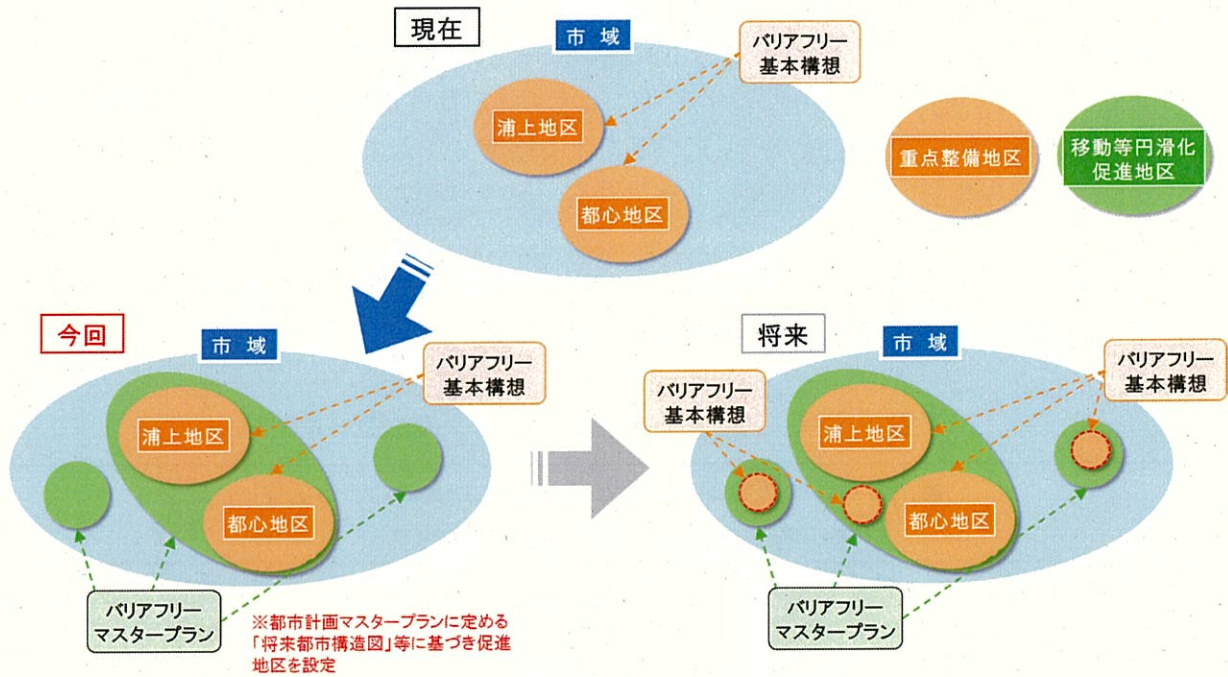 現在
市 域
バリアフリー
基本構想
浦上地区
都心地区
重点整備地区
移動等円滑化
促進地区
今回
市 域
バリアフリー
基本構想
浦上地区
都心地区
バリアフリー
マスタープラン
※都市計画マスタープランに定める
「将来都市構造図」等に基づき促進
地区を設定
将来
市 域
バリアフリー
基本構想
バリアフリー
基本構想
浦上地区
都心地区
バリアフリー
マスタープラン